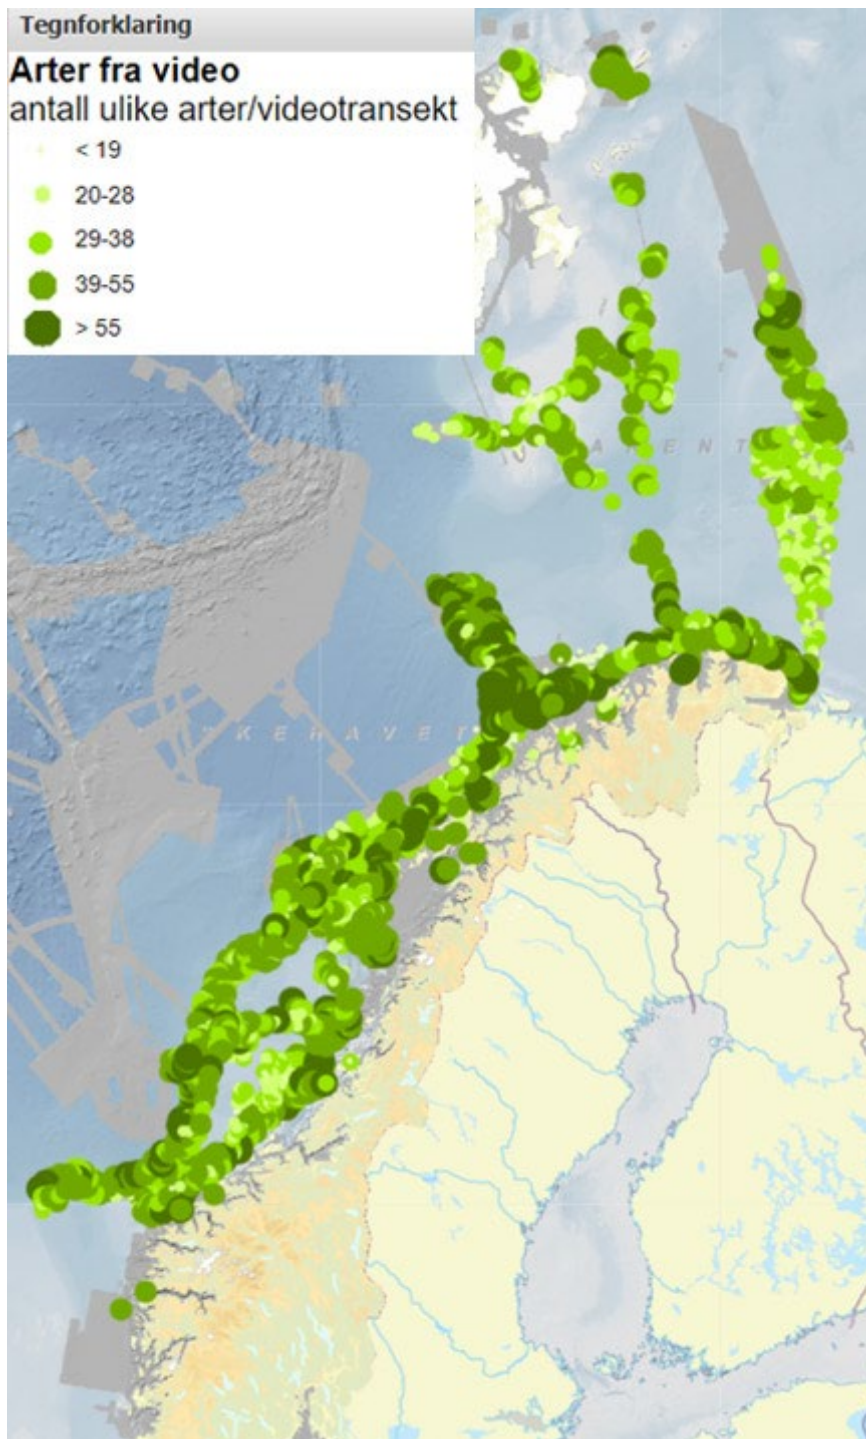 Tegnforklaring
Arter fra video
antall ulike arter/videotransekt
< 19
20-28
29-38
39-55
> 55
K E H A V E T
A R E N T
A